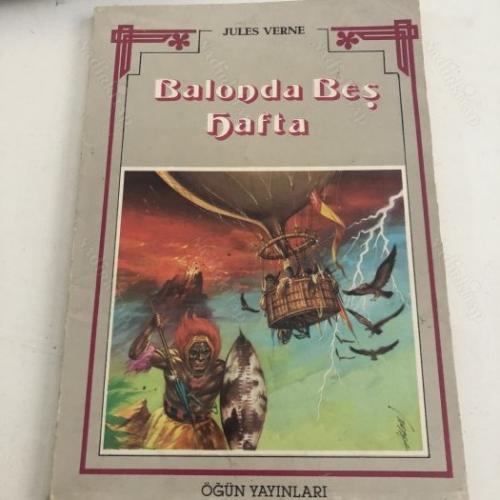 JULES VERNE
Balonda Beş
Hafta
ÖĞÜN YAYINLARI